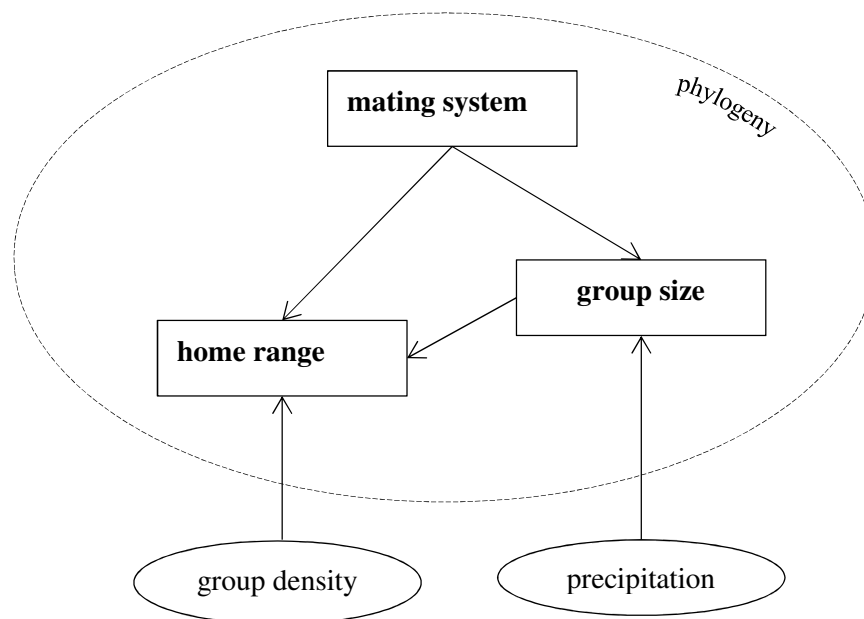 mating system
phylogeny
group size
home range
group density
precipitation